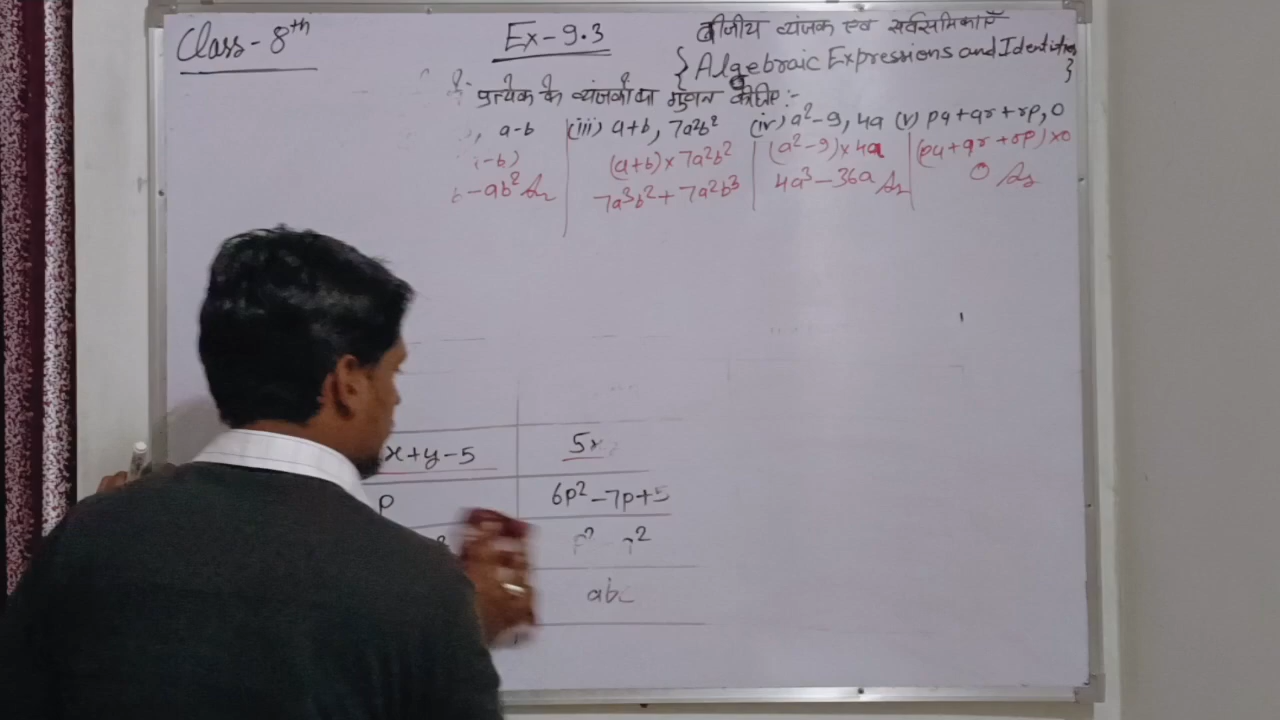 Class-8th
Ex-9.3
बीजीय व्यंजक एवं सर्वसमिकाएँ
{Algebraic Expressions and Identities}
प्रत्येक के व्यंजकों का गुणन कीजिए:-
, a-b (iii) a+b, 7a²b² (iv) a²-9, 4a (v) pq+qr+rp, 0
-b) (a+b)×7a²b² (a²-9)×4a (pq+qr+rp)×0
-ab² Ans 7a³b²+7a²b³ 4a³-36a Ans 0 Ans
x+y-5 5x
p 6p²-7p+5
abc